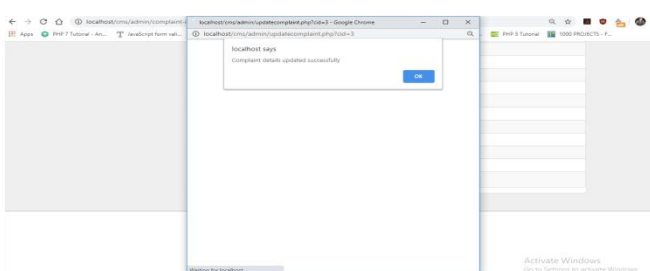 localhost/cms/admin/updatecomplaint.php?cid=3 - Google Chrome
localhost/cms/admin/complaint-
localhost/cms/admin/updatecomplaint.php?cid=3
Apps
PHP 7 Tutorial - An...
JavaScript form vali...
PHP 5 Tutorial
1000 PROJECTS - F...
localhost says
Complaint details updated successfully
OK
Waiting for localhost...
Activate Windows
Go to Settings to activate Windows.